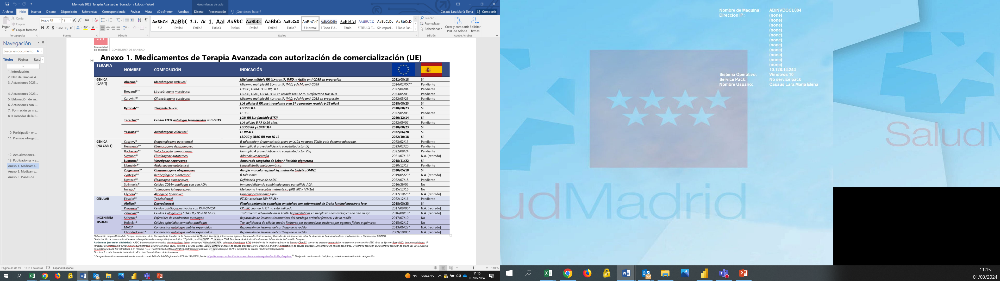 Memoria2023_TerapiasAvanzadas_Borrador_v1.docx - Word
Herramientas de tabla
Archivo Inicio Insertar Diseño Disposición Referencias Correspondencia Revisar Vista eDocPrinter Acrobat Diseño Presentación ¿Qué desea hacer?
Casaus Lara.María Elena Compartir
Pegar
Cortar
Copiar
Copiar formato
Segoe UI 12
N K S abc
Portapapeles Fuente Párrafo Estilos Edición Adobe Acrobat
¶ 2 Estilo1 Estilo2 Estilo3 Estilo4 Estilo5 Estilo6 Estilo7 ¶ Normal ¶ Texto FU... Título ¶ TITULO T... Sin espaci... ¶ Table Par...
Buscar
Reemplazar
Seleccionar
Crear y compartir PDF de Adobe
Solicitar firmas
Navegación
Buscar en documento
Títulos Páginas Resu
1. Introducción.
2. Plan de Terapias A...
3. Actuaciones 2023...
4. Actuaciones 2023...
5. Elaboración del m...
6. Actuaciones con l...
7. Formación en ma...
8. II Jornadas de la R...
10. Participación en...
11. Premios otorgad...
12. Actualizaciones...
13. Publicaciones y a...
Anexo 1. Medicame...
Anexo 2. Medicame...
Anexo 3. Planes de...
Comunidad
de Madrid
CONSEJERÍA DE SANIDAD
Anexo 1. Medicamentos de Terapia Avanzada con autorización de comercialización (UE)
TERAPIA NOMBRE COMPOSICIÓN INDICACIÓN
GÉNICA (CAR-T)
Abecma®⁺ Idecabtagene vicleucel Mieloma múltiple RR 4L+ tras IP, IMiD, y AcMo anti-CD38 en progresión 2021/08/18 Sí
Mieloma múltiple RR 3L+ tras IP, IMiD, y AcMo anti-CD38 2024/02/XX** Pendiente
Breyanzi®⁺⁺ Lisocabtagene maraleucel LDCBG, LPBM, LF3B RR, 3L+ 2022/04/04 Pendiente
LBDCG, LBAG, LBPM, LF3B en recaída tras 12 m. o refractario tras IQ1L 2023/05/03 Pendiente
Carvykti®⁺ Ciltacabtagene autoleucel Mieloma múltiple RR 4L+ tras IP, IMiD, y AcMo anti-CD38 en progresión 2022/05/25 Pendiente
Kymriah®⁺ Tisagenlecleucel LLA células B RR post trasplante o en 2ª o posterior recaída (<25 años) 2018/08/23 Sí
LBDCG 3L+. 2018/08/23 Sí
LF 3L+ 2022/05/05 Pendiente
Tecartus®⁺ Células CD3+ autólogas transducidas anti-CD19 LCM RR 3L+ (incluido BTKi) 2020/12/14 Sí
LLA células B RR (≥ 26 años) 2022/09/07 Pendiente
Yescarta®⁺ Axicabtagene ciloleucel LBDCG RR y LBPM 3L+ 2018/08/23 Sí
LF RR 4L+ 2022/06/28 Sí
LBDCG y LBAG RR tras IQ 1L 2022/10/18 Sí
GÉNICA (NO CAR-T)
Casgevy® Exagamglogene autotemcel B-talasemia y drepanocitosis grave en ≥12a no aptos TCMH y sin donante adecuado. 2023/02/13 Pendiente
Hemgenix®⁺ Etranacogene dezaparvovec Hemofilia B grave (deficiencia congénita factor IX) 2023/02/20 Pendiente
Roctavian®⁺ Valoctocogén roxaparvovec Hemofilia A grave (deficiencia congénita factor VIII) 2022/08/24 Pendiente
Skysona®⁺ Elivaldogene autotemcel Adrenoleucodistrofia 2021/07/16* N.A. (retirado)
Luxturna®⁺ Voretigene neparvovec Amaurosis congénita de Leber / Retinitis pigmetosa 2018/11/22 Sí
Libmeldy®⁺ Atidarsagene autotemcel Leucodistrofia metacromática 2020/12/17 Pendiente
Zolgensma®⁺ Onasemnogene abeparvovec Atrofia muscular espinal 5q, mutación bialélica SMN1 2020/05/18 Sí
Zynteglo®⁺ Betibeglogene autotemcel ß-talasemia 2019/05/29* N.A. (retirado)
Upstaza®⁺ Eladocagén exuparvovec Deficiencia grave de AADC 2022/07/18 Pendiente
Strimvelis®⁺ Células CD34+ autólogas con gen ADA Inmunodeficiencia combinada grave por déficit ADA 2016/26/05 No
Imlygic® Talimogene laherparepvec Melanoma irresecable metastásico (IIIB, IIIC y IVM1a) 2015/12/16 No
Glybera®⁺ Alipogene tiparvovec Hiperlipoproteinemia tipo I 2012/10/25* N.A. (retirado)
CELULAR
Ebvallo®⁺ Tabelecleucel PTLD+ asociada EBV RR 2L+ 2022/12/16 Pendiente
Alofisel®⁺ Darvadstrocel Fístulas perianales complejas en adultos con enfermedad de Crohn luminal inactiva o leve 2018/03/23 Sí
Provenge® Células autólogas activadas con PAP-GMCSF CPmRC cuando la QT no está indicada 2017/09/06* N.A. (retirado)
Zalmoxis®⁺ Células T alogénicas ΔLNGFR y HSV-TK Mut2. Tratamiento adyuvante en el TCMH haploidénticas en neoplasias hematológicas de alto riesgo 2016/08/18* N.A. (retirado)
INGENIERÍA TISULAR
Spherox® Esferoides de condrocitos autólogos Reparación de lesiones sintomáticas del cartílago articular femoral y de la rodilla 2017/07/10 No
Holoclar®⁺ Células epiteliales corneales autólogas Tto. deficiencia de células madre limbares por quemaduras oculares por agentes físicos o químicos 2015/02/17 No
MACI® Condrocitos autólogos viables expandidos Reparación de lesiones del cartílago de la rodilla 2013/06/27* N.A. (retirado)
ChondroCelect® Condrocitos autólogos viables expandidos Reparación de lesiones del cartílago de la rodilla 2009/10/05* N.A. (retirado)
Elaboración propia (Unidad de Terapias Avanzadas de la Consejería de Sanidad de la Comunidad de Madrid). Fuente de información: Agencia Europea de Medicamentos y Buscador de la Información sobre la situación de financiación de los medicamentos - Nomenclátor BIFIMED.
*Autorización de comercialización revocada a petición de la compañía farmacéutica **Opinión positiva CHMP: 26 de enero 2024. Pendiente de Autorización de comercialización de la Comisión Europea.
Acrónimos (en orden alfabético): AADC L-aminoácido aromático descarboxilasa; AcMo: anticuerpo monoclonal; ADA: adenosin deaminasa; BTKi: inhibidor de la tirosina-quinasa de Bruton; CPmRC: cáncer de próstata metastásico resistente a la castración; EBV: virus de Epstein-Barr; IMiD: Inmunomodulador; IP:
Inhibidor de proteasoma; IQ1L: inmunoquimioterapia de primera línea; LBAG: linfoma B de alto grado; LBDCG Linfoma B difuso de células grandes; LBPM: linfoma B primario mediastínico de células grandes; LCM: linfoma de células del manto. LF: linfoma folicular; LF3B: linfoma folicular de grado 3B; LLA Leucemia
linfoblástica aguda; RR: refractaria o en recaída; PTLD+: enfermedad linfoproliferativa postrasplante positiva; QT: quimioterapia; TCMH: trasplante de células madre hematopoyéticas
3L+: tras 2 o más líneas de tratamiento; 4L+: tras 3 o más líneas de tratamiento.
⁺ Designado medicamento huérfano de acuerdo con el Artículo 5 del Reglamento (EC) No 141/2000, fuente: http://ec.europa.eu/health/documents/community-register/html/alforphreg.htm ⁺⁺ Designado medicamento huérfano y posteriormente retirada la designación.
Página 44 de 49 16111 palabras Español (España) 140 %
9°C Soleado
11:15
01/03/2024
Nombre de Maquina: ADINVDOCL004
Direccion IP: (none)
(none)
(none)
(none)
(none)
(none)
(none)
(none)
(none)
(none)
(none)
10.128.13.243
Sistema Operativo: Windows 10
Service Pack: No service pack
Nombre Usuario: Casaus Lara.María Elena
udMadrid
SaludM
11:15
01/03/2024